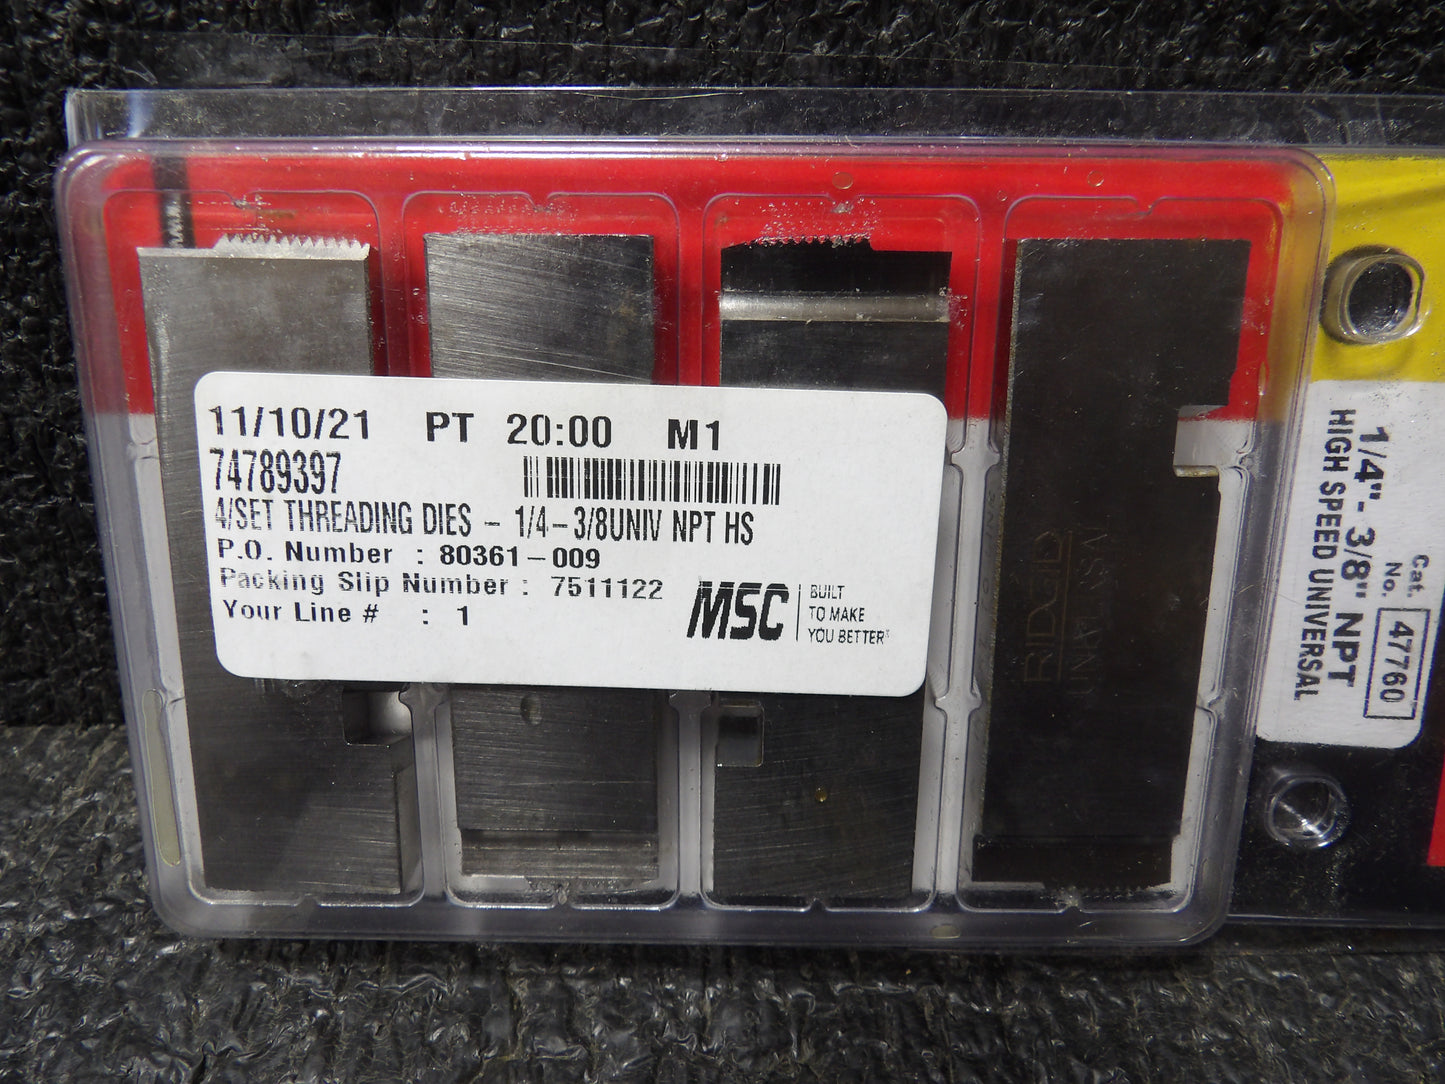 11/10/21 PT 20:00 M1
74789397
4/SET THREADING DIES - 1/4-3/8UNIV NPT HS
P.O. Number : 80361-009
Packing Slip Number : 7511122
Your Line # : 1
MSC
BUILT
TO MAKE
YOU BETTER
RIDGID
UNIVERSAL
1/4" - 3/8" NPT
HIGH SPEED UNIVERSAL
Cat.
No.
47760